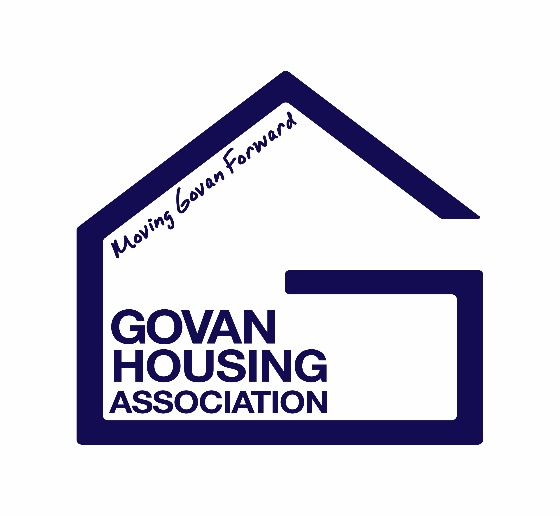 Moving Govan Forward
GOVAN
HOUSING
ASSOCIATION